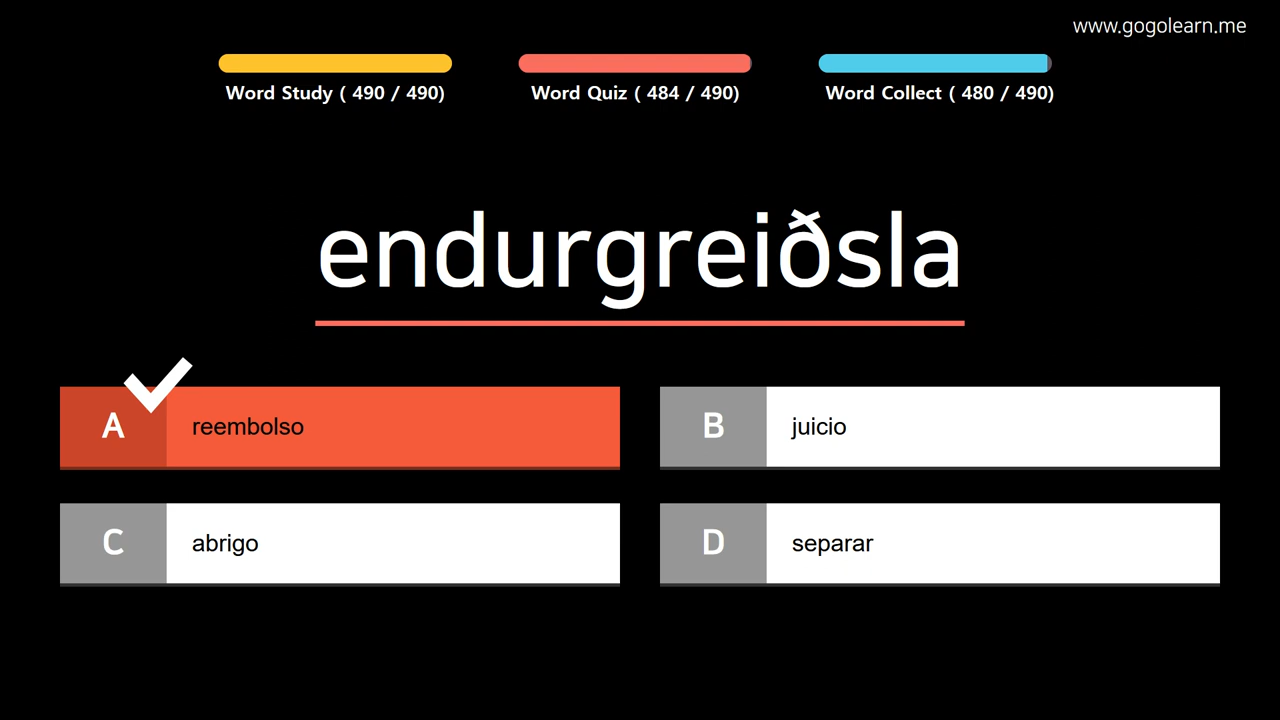 www.gogolearn.me
Word Study ( 490 / 490)
Word Quiz ( 484 / 490)
Word Collect ( 480 / 490)
endurgreiðsla
A reembolso
B juicio
C abrigo
D separar